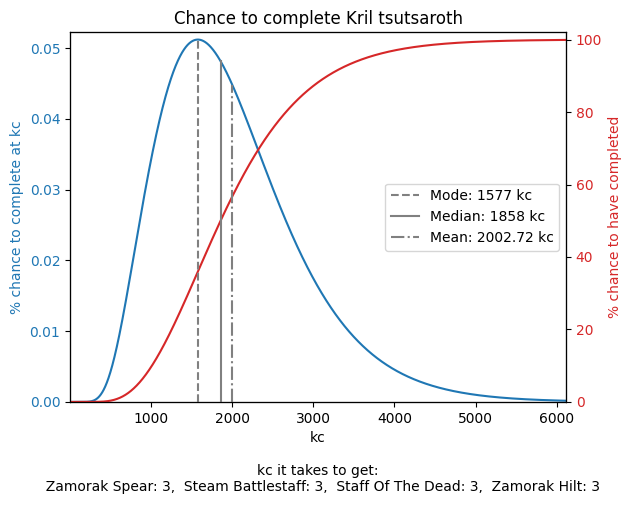 Chance to complete Kril tsutsaroth
0.05
0.04
0.03
0.02
0.01
0.00
% chance to complete at kc
100
80
60
40
20
0
% chance to have completed
Mode: 1577 kc
Median: 1858 kc
Mean: 2002.72 kc
1000 2000 3000 4000 5000 6000
kc
kc it takes to get:
Zamorak Spear: 3,  Steam Battlestaff: 3,  Staff Of The Dead: 3,  Zamorak Hilt: 3